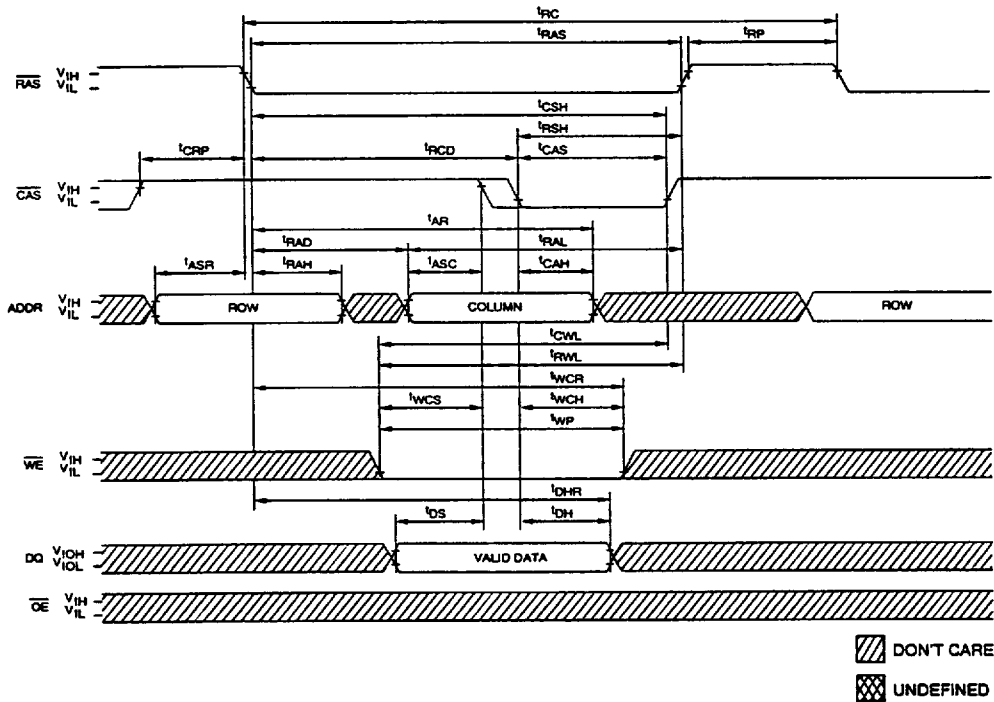 tRC
tRAS
tRP
RAS VIH
VIL
tCSH
tRSH
tCRP
tRCD
tCAS
CAS VIH
VIL
tAR
tRAD
tRAL
tASR
tRAH
tASC
tCAH
ADDR VIH
VIL
ROW
COLUMN
ROW
tCWL
tRWL
tWCR
tWCS
tWCH
tWP
WE VIH
VIL
tDHR
tDS
tDH
DQ VIOH
VIOL
VALID DATA
OE VIH
VIL
DON'T CARE
UNDEFINED